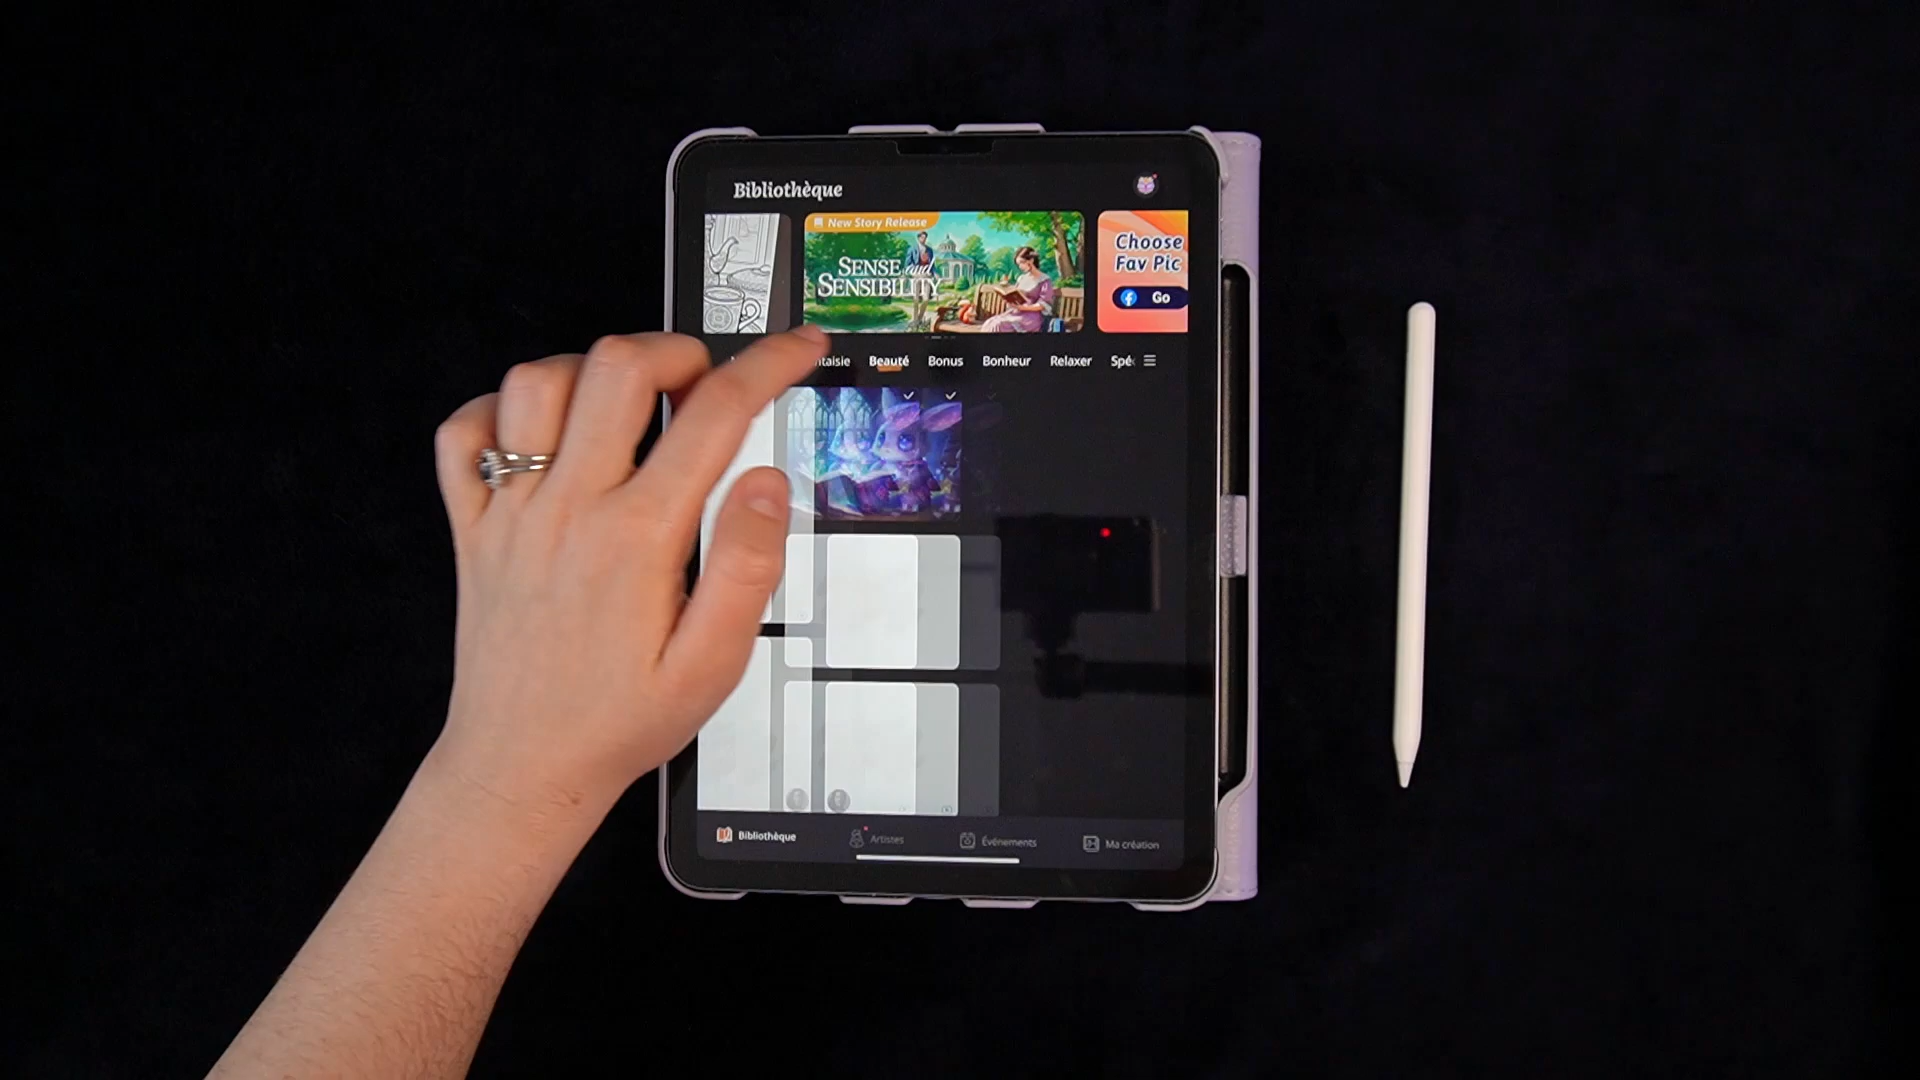 Bibliothèque
New Story Release
SENSE and
SENSIBILITY
Choose
Fav Pic
Go
Beauté Bonus Bonheur Relaxer
Bibliothèque Artistes Événements Ma création